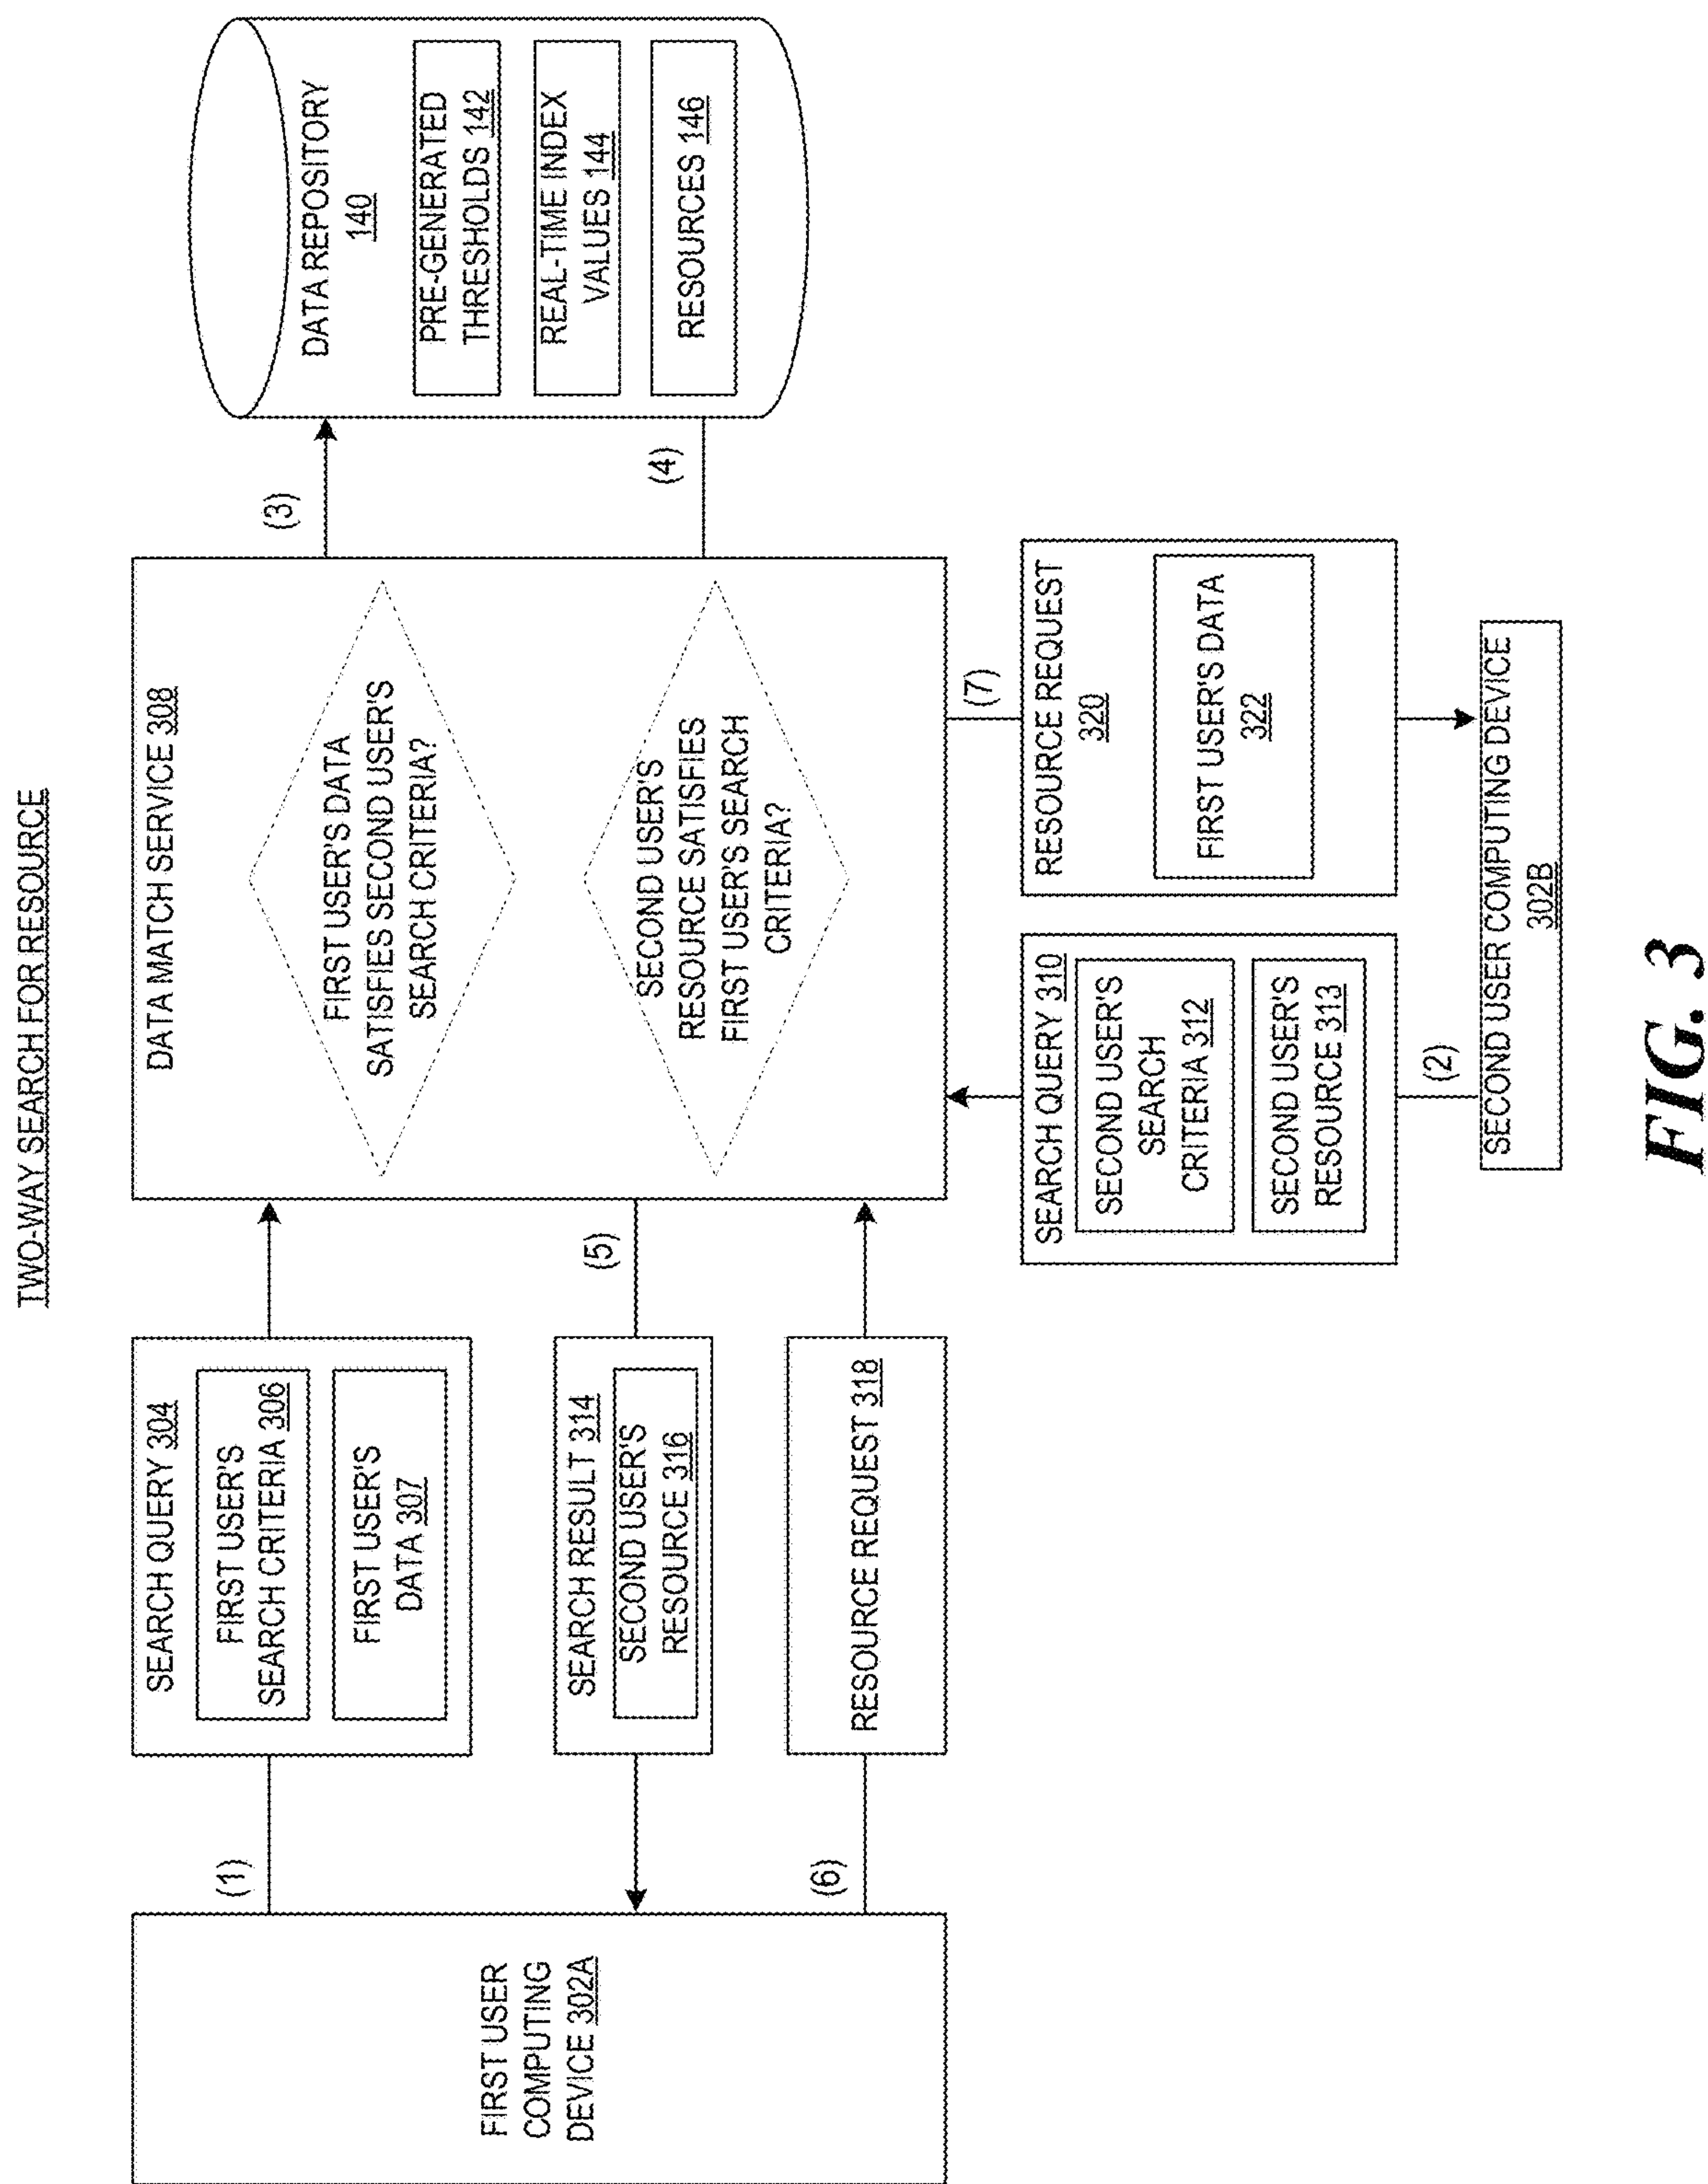 TWO-WAY SEARCH FOR RESOURCE
FIRST USER
COMPUTING
DEVICE 302A
(1)
SEARCH QUERY 304
FIRST USER'S
SEARCH CRITERIA 306
FIRST USER'S
DATA 307
(5)
SEARCH RESULT 314
SECOND USER'S
RESOURCE 316
(6)
RESOURCE REQUEST 318
DATA MATCH SERVICE 308
FIRST USER'S DATA
SATISFIES SECOND USER'S
SEARCH CRITERIA?
SECOND USER'S
RESOURCE SATISFIES
FIRST USER'S SEARCH
CRITERIA?
(3)
(4)
DATA REPOSITORY
140
PRE-GENERATED
THRESHOLDS 142
REAL-TIME INDEX
VALUES 144
RESOURCES 146
SEARCH QUERY 310
SECOND USER'S
SEARCH
CRITERIA 312
SECOND USER'S
RESOURCE 313
(2)
(7)
RESOURCE REQUEST
320
FIRST USER'S DATA
322
SECOND USER COMPUTING DEVICE
302B
FIG. 3